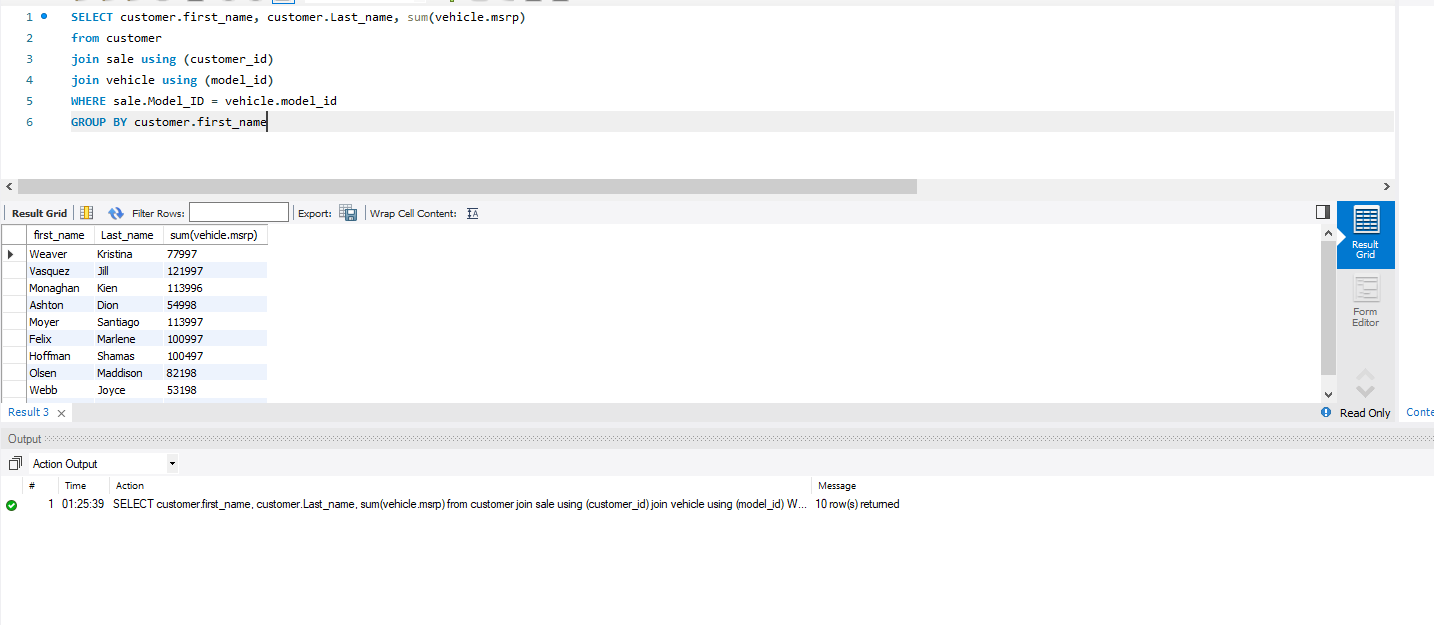 1 SELECT customer.first_name, customer.Last_name, sum(vehicle.msrp)
2 from customer
3 join sale using (customer_id)
4 join vehicle using (model_id)
5 WHERE sale.Model_ID = vehicle.model_id
6 GROUP BY customer.first_name
Result Grid Filter Rows: Export: Wrap Cell Content:
first_name Last_name sum(vehicle.msrp)
Weaver Kristina 77997
Vasquez Jill 121997
Monaghan Kien 113996
Ashton Dion 54998
Moyer Santiago 113997
Felix Marlene 100997
Hoffman Shamas 100497
Olsen Maddison 82198
Webb Joyce 53198
Result Grid
Form Editor
Result 3 Read Only Conte
Output
Action Output
# Time Action Message
1 01:25:39 SELECT customer.first_name, customer.Last_name, sum(vehicle.msrp) from customer join sale using (customer_id) join vehicle using (model_id) W... 10 row(s) returned